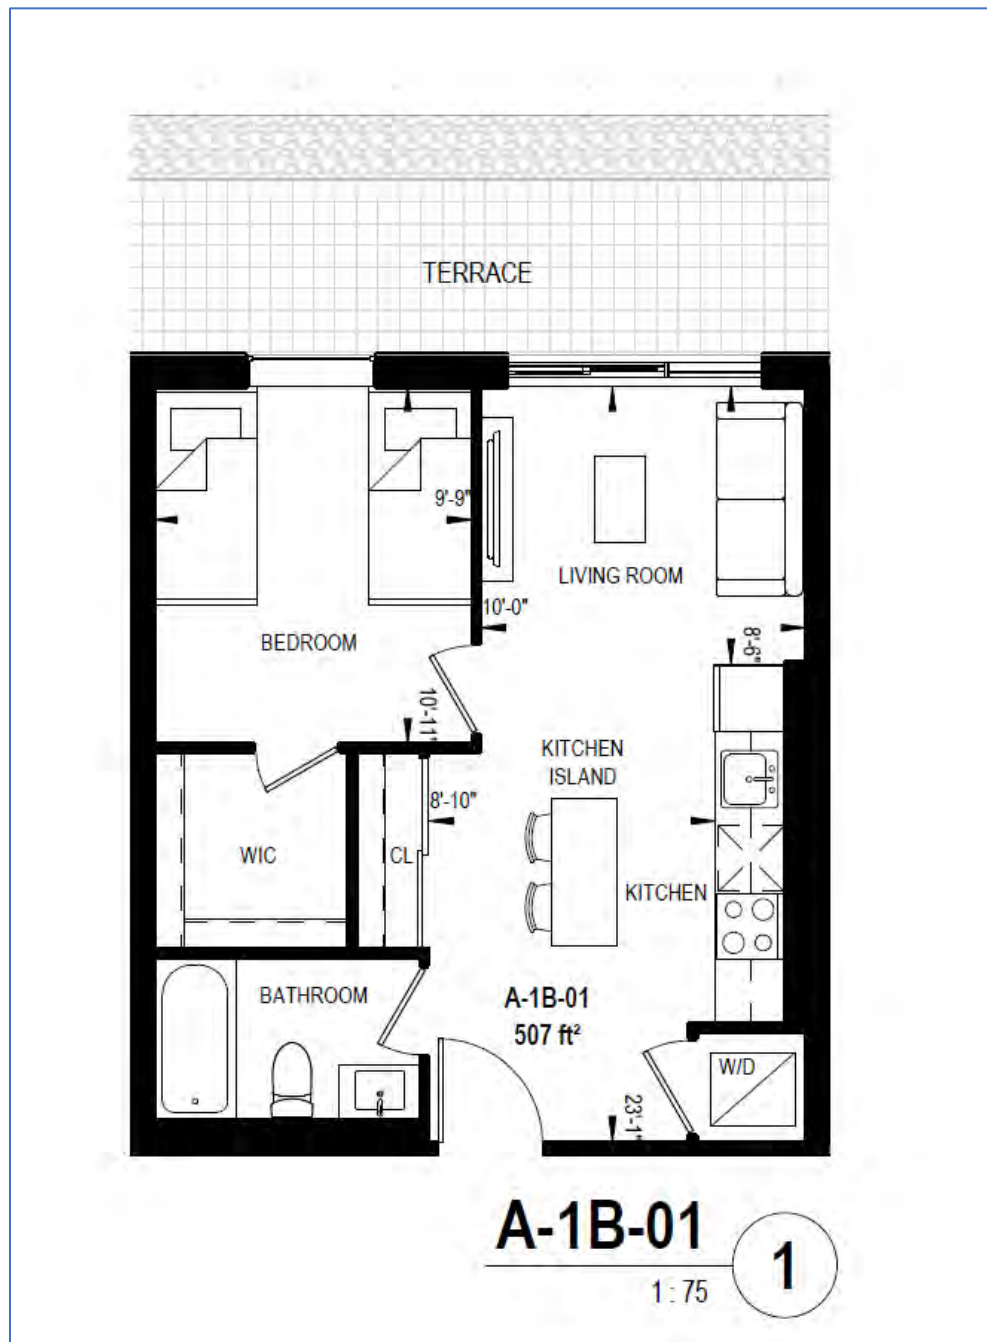 TERRACE
9'-9"
LIVING ROOM
10'-0"
BEDROOM
8'-6"
10'-11"
KITCHEN
ISLAND
8'-10"
WIC
CL
KITCHEN
BATHROOM
A-1B-01
507 ft²
W/D
23'-1"
A-1B-01
1
1 : 75